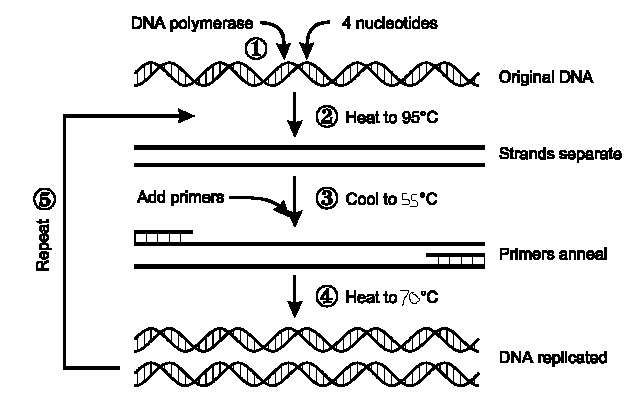 DNA polymerase
4 nucleotides
①
Original DNA
② Heat to 95°C
Strands separate
Add primers
③ Cool to 55°C
Primers anneal
④ Heat to 70°C
DNA replicated
Repeat ⑤